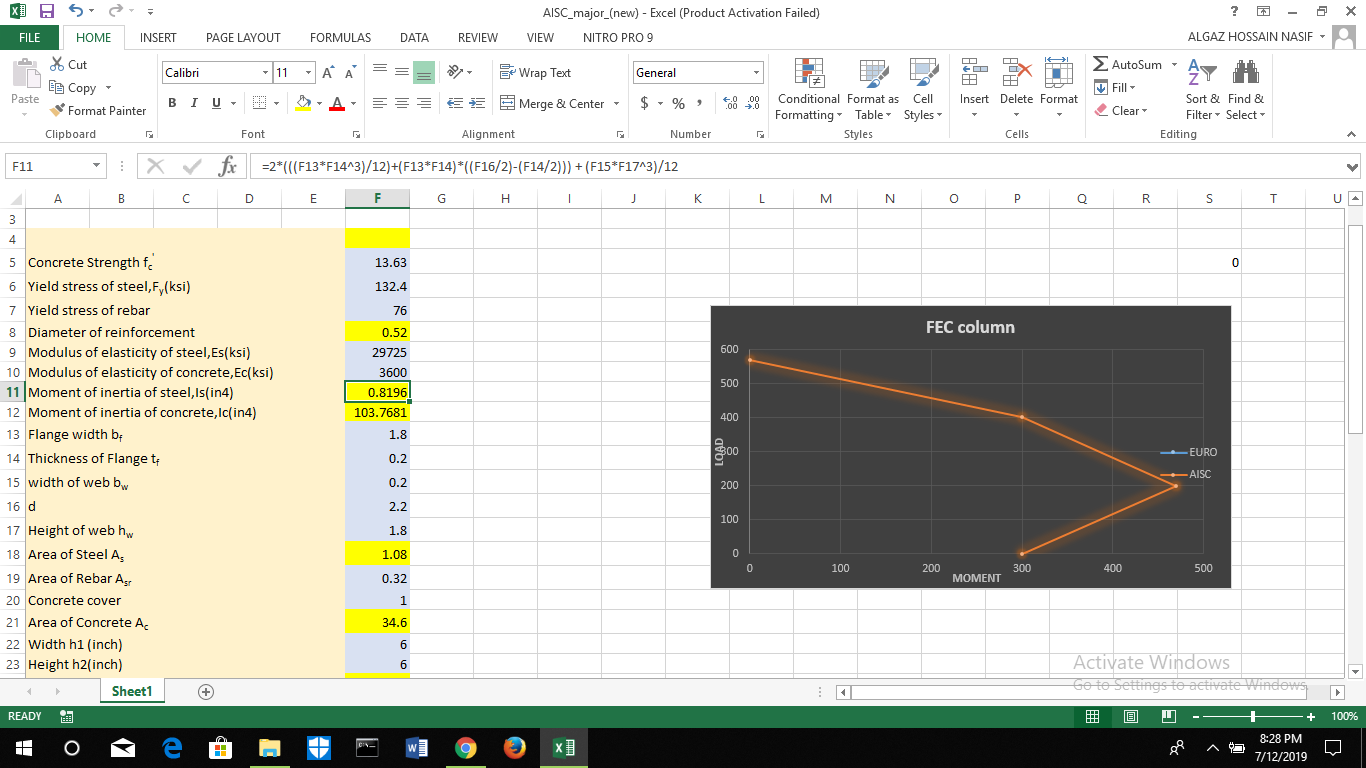 AISC_major_(new) - Excel (Product Activation Failed)
FILE HOME INSERT PAGE LAYOUT FORMULAS DATA REVIEW VIEW NITRO PRO 9 ALGAZ HOSSAIN NASIF
Cut
Copy
Format Painter
Paste
Clipboard
Calibri 11
B I U
Font
Wrap Text
Merge & Center
Alignment
General
$ % ,
Number
Conditional Formatting
Format as Table
Cell Styles
Styles
Insert Delete Format
Cells
AutoSum
Fill
Clear
Sort & Filter
Find & Select
Editing
F11 fx =2*(((F13*F14^3)/12)+(F13*F14)*((F16/2)-(F14/2))) + (F15*F17^3)/12
A B C D E F G H I J K L M N O P Q R S T U
3
4
5 Concrete Strength fc' 13.63 0
6 Yield stress of steel,Fy(ksi) 132.4
7 Yield stress of rebar 76
8 Diameter of reinforcement 0.52
9 Modulus of elasticity of steel,Es(ksi) 29725
10 Modulus of elasticity of concrete,Ec(ksi) 3600
11 Moment of inertia of steel,Is(in4) 0.8196
12 Moment of inertia of concrete,Ic(in4) 103.7681
13 Flange width bf 1.8
14 Thickness of Flange tf 0.2
15 width of web bw 0.2
16 d 2.2
17 Height of web hw 1.8
18 Area of Steel As 1.08
19 Area of Rebar Asr 0.32
20 Concrete cover 1
21 Area of Concrete Ac 34.6
22 Width h1 (inch) 6
23 Height h2(inch) 6
FEC column
600
500
400
300
200
100
0
LOAD
0 100 200 300 400 500
MOMENT
EURO
AISC
Activate Windows
Go to Settings to activate Windows.
Sheet1
READY 100%
8:28 PM
7/12/2019